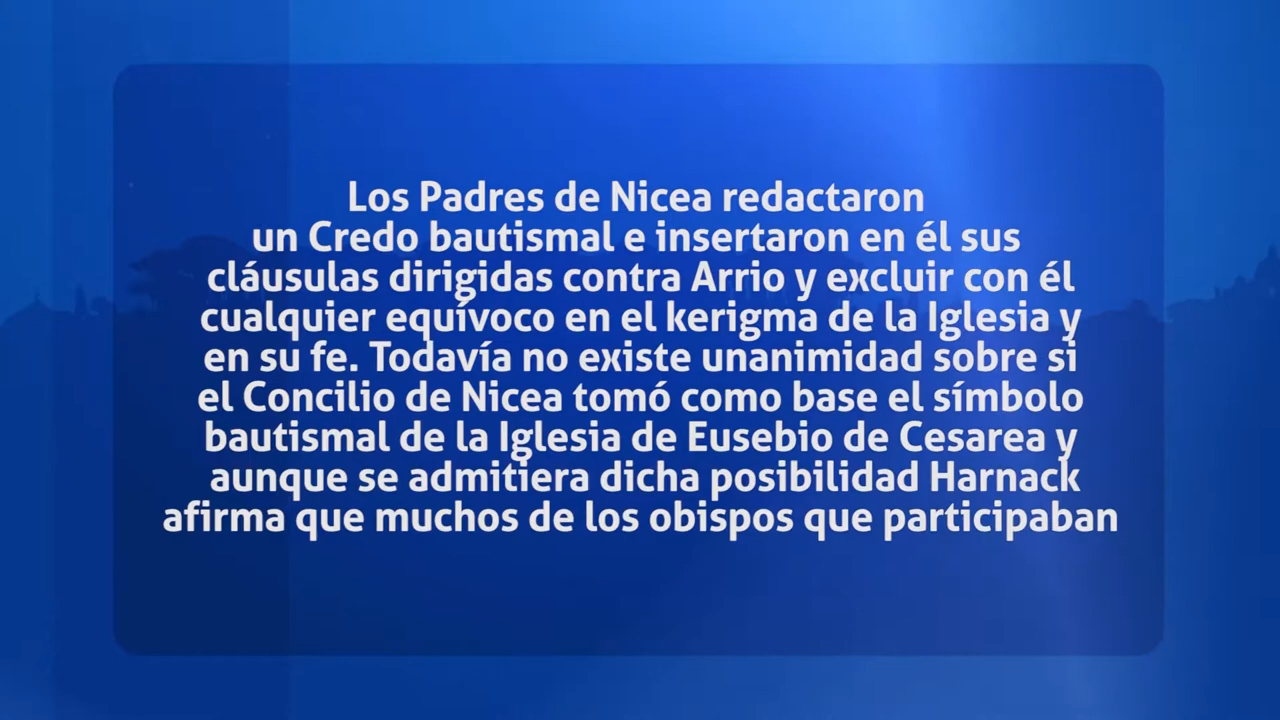 Los Padres de Nicea redactaron
un Credo bautismal e insertaron en él sus
cláusulas dirigidas contra Arrio y excluir con él
cualquier equívoco en el kerigma de la Iglesia y
en su fe. Todavía no existe unanimidad sobre si
el Concilio de Nicea tomó como base el símbolo
bautismal de la Iglesia de Eusebio de Cesarea y
aunque se admitiera dicha posibilidad Harnack
afirma que muchos de los obispos que participaban